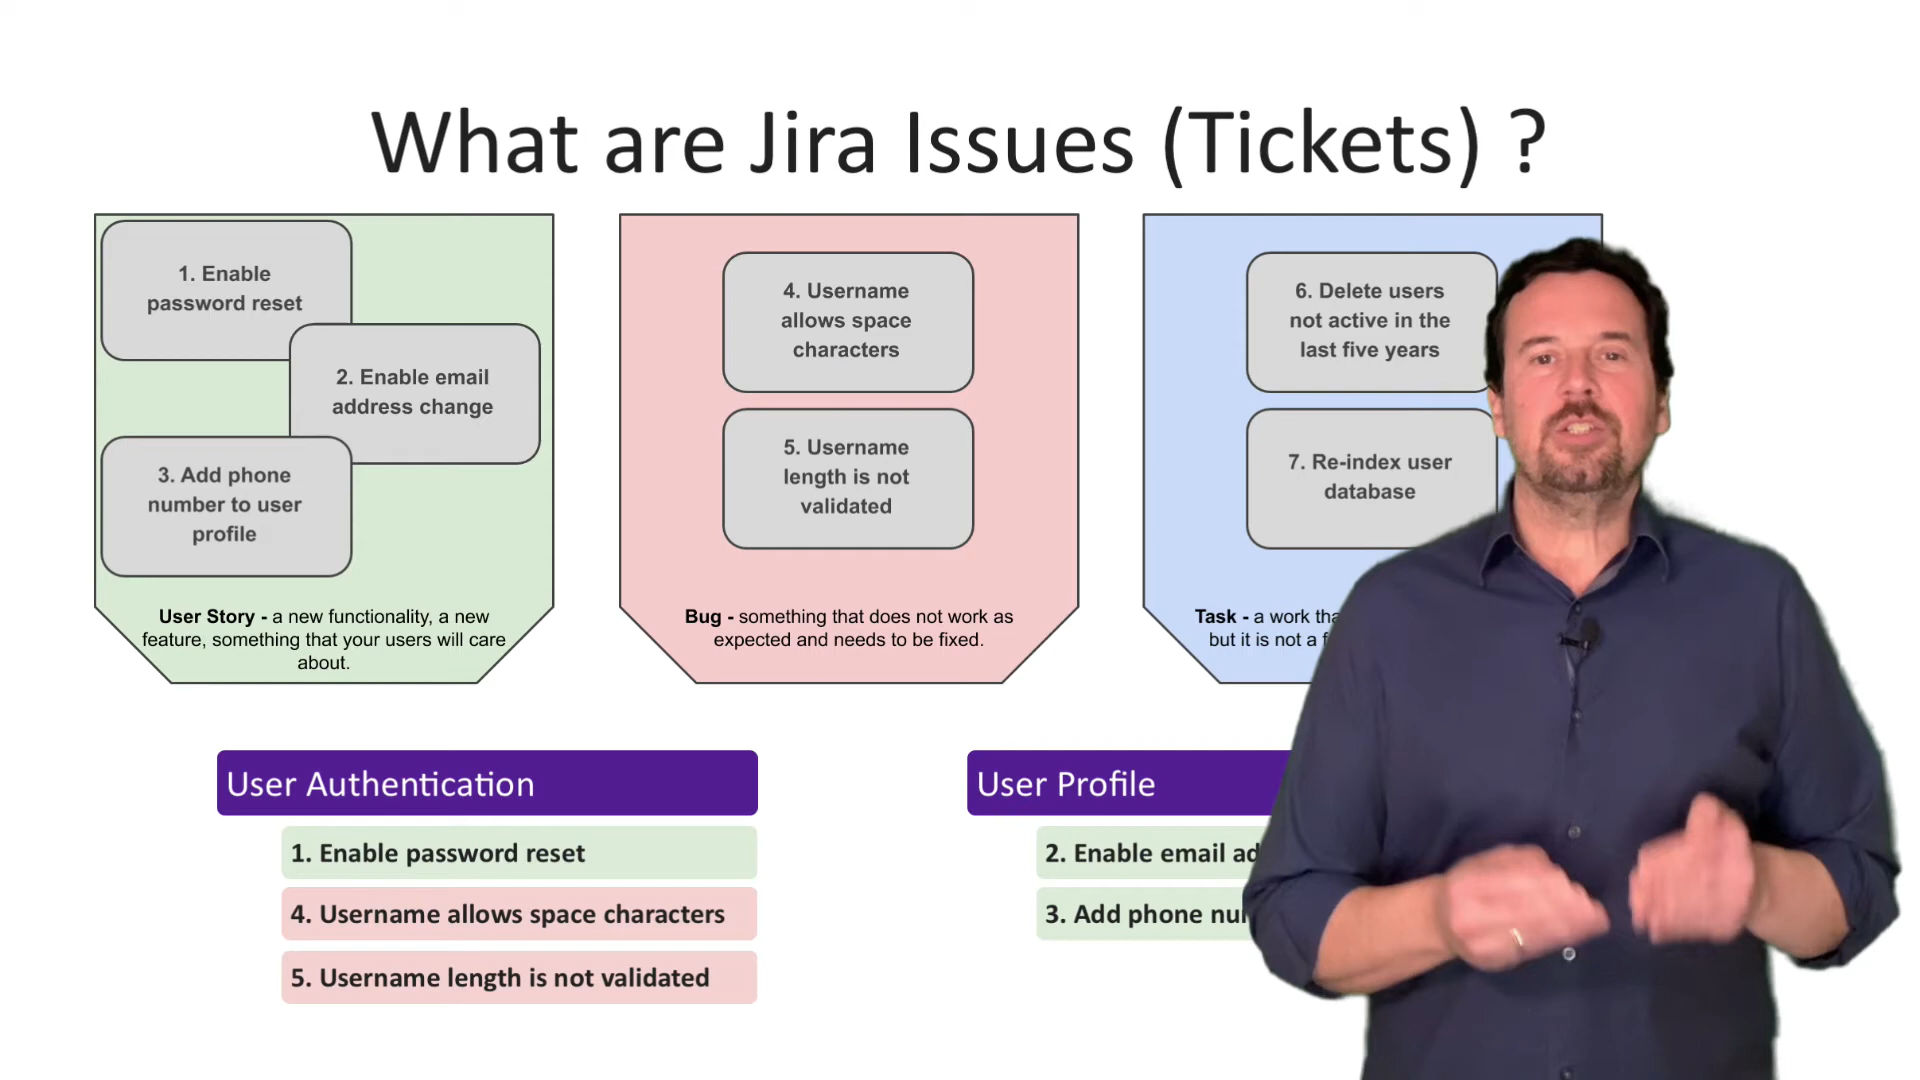 What are Jira Issues (Tickets) ?
1. Enable
password reset
2. Enable email
address change
3. Add phone
number to user
profile
User Story - a new functionality, a new
feature, something that your users will care
about.
4. Username
allows space
characters
5. Username
length is not
validated
Bug - something that does not work as
expected and needs to be fixed.
6. Delete users
not active in the
last five years
7. Re-index user
database
Task - a work
but it is not a
User Authentication
1. Enable password reset
4. Username allows space characters
5. Username length is not validated
User Profile
2. Enable email
3. Add phone